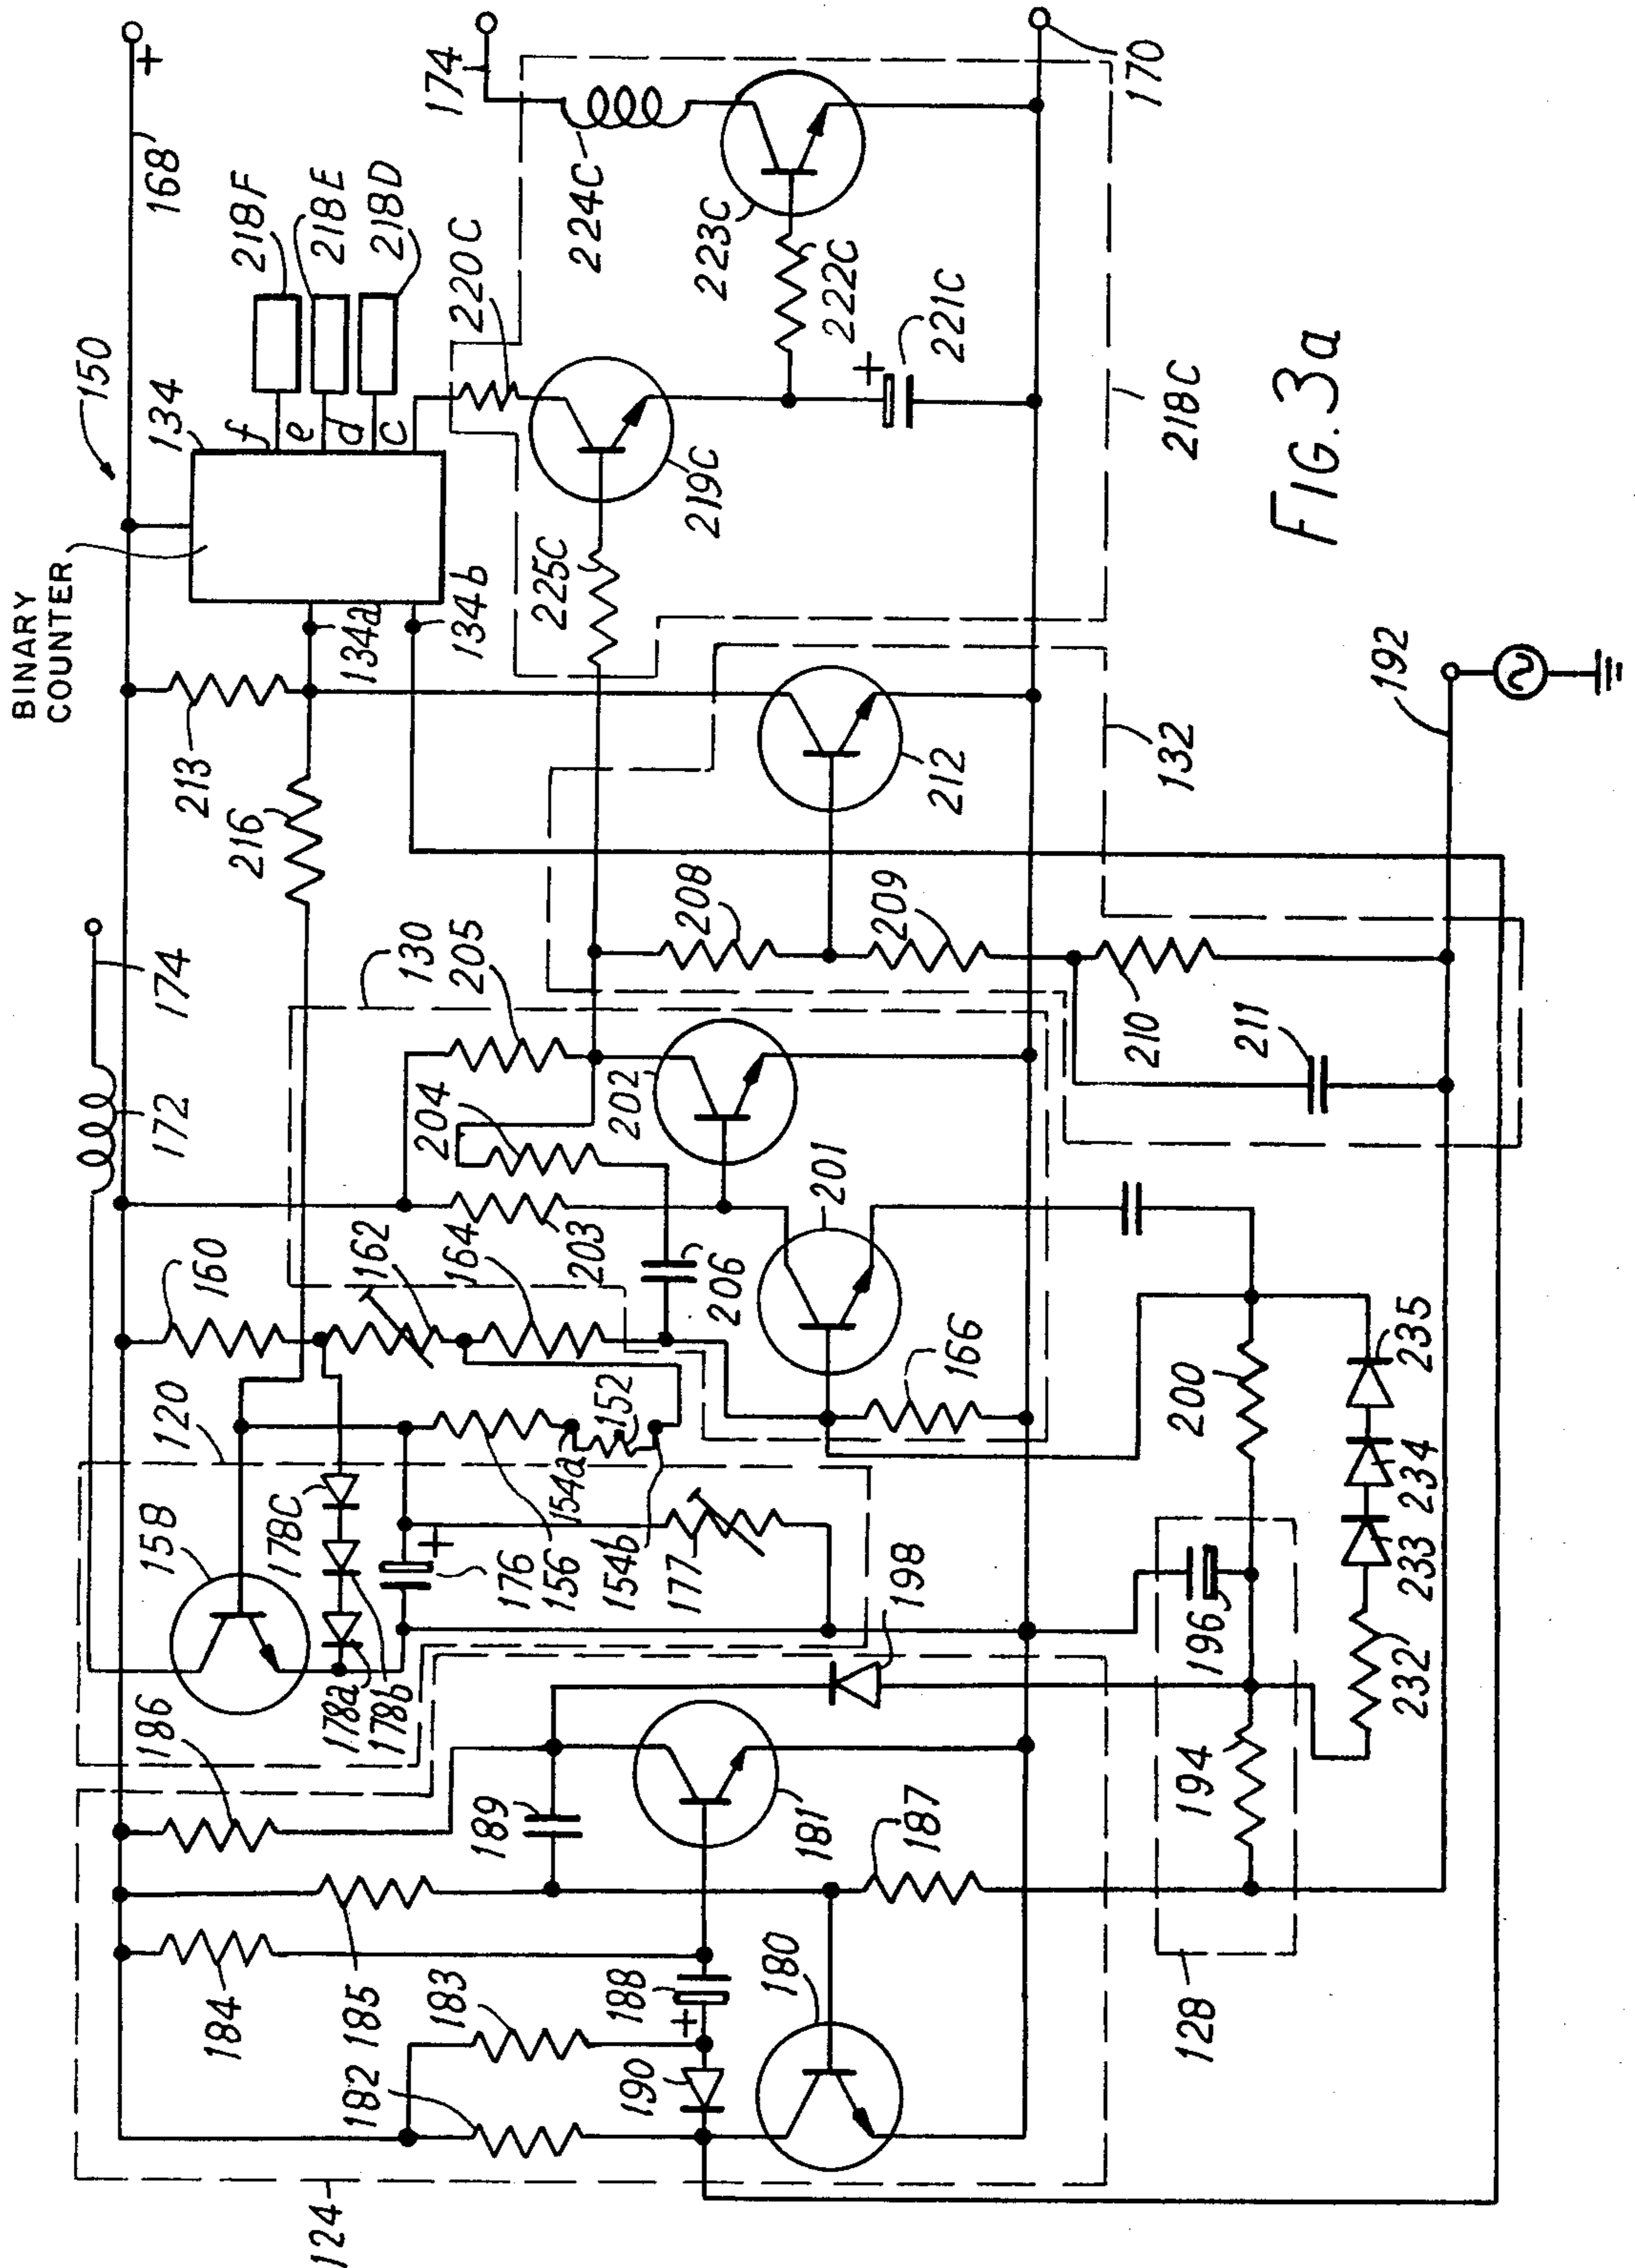 BINARY
COUNTER
150
134
168
+
174
218F
218E
218D
f
e
d
c
220C
224C
223C
222C
221C
+
170
218C
219C
225C
134a
134b
213
216
212
132
192
208
209
210
211
174
172
130
205
204
202
203
201
206
160
162
164
166
120
158
178C
178a
178b
176
+
156
154a
152
154b
177
198
200
235
234
233
232
196
194
128
186
189
181
187
184
185
183
182
188
+
190
180
124
FIG. 3a